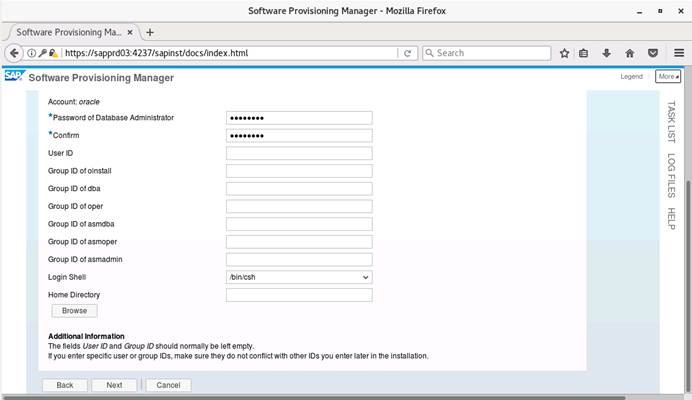 Software Provisioning Manager - Mozilla Firefox
Software Provisioning Ma...
https://sapprd03:4237/sapinst/docs/index.html
Search
SAP Software Provisioning Manager
Legend
More
Account: oracle
*Password of Database Administrator
••••••••
*Confirm
••••••••
User ID
Group ID of oinstall
Group ID of dba
Group ID of oper
Group ID of asmdba
Group ID of asmoper
Group ID of asmadmin
Login Shell
/bin/csh
Home Directory
Browse
Additional Information
The fields User ID and Group ID should normally be left empty.
If you enter specific user or group IDs, make sure they do not conflict with other IDs you enter later in the installation.
Back
Next
Cancel
TASK LIST
LOG FILES
HELP